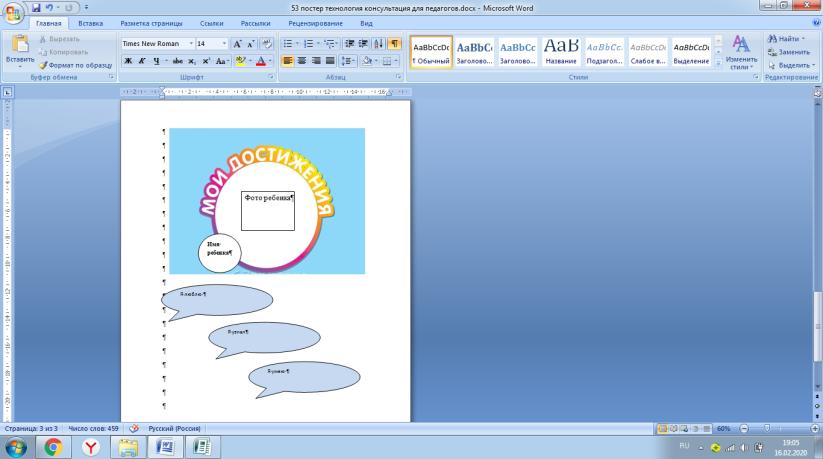 53 постер технология консультация для педагогов.docx - Microsoft Word
Главная Вставка Разметка страницы Ссылки Рассылки Рецензирование Вид
Вставить
Вырезать
Копировать
Формат по образцу
Буфер обмена
Times New Roman 14
Ж К Ч abc x₂ x² Aa
Шрифт
Абзац
AaBbCcDc AaBbCc AaBbCc AaB AaBbCc. AaBbCcDc AaBbCcDc
¶ Обычный Заголово... Заголово... Название Подзагол... Слабое в... Выделение
Изменить стили
Стили
Найти
Заменить
Выделить
Редактирование
МОИ ДОСТИЖЕНИЯ
Фото ребенка¶
Имя
ребенка¶
Я люблю ¶
Я умею ¶
Страница: 3 из 3 Число слов: 459 Русский (Россия) 60%
RU 19:05
16.02.2020